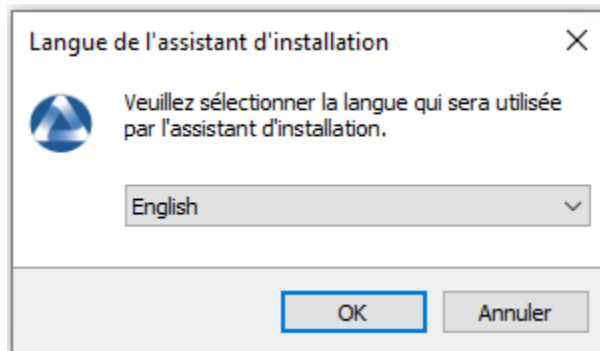 Langue de l'assistant d'installation
Veuillez sélectionner la langue qui sera utilisée
par l'assistant d'installation.
English
OK
Annuler